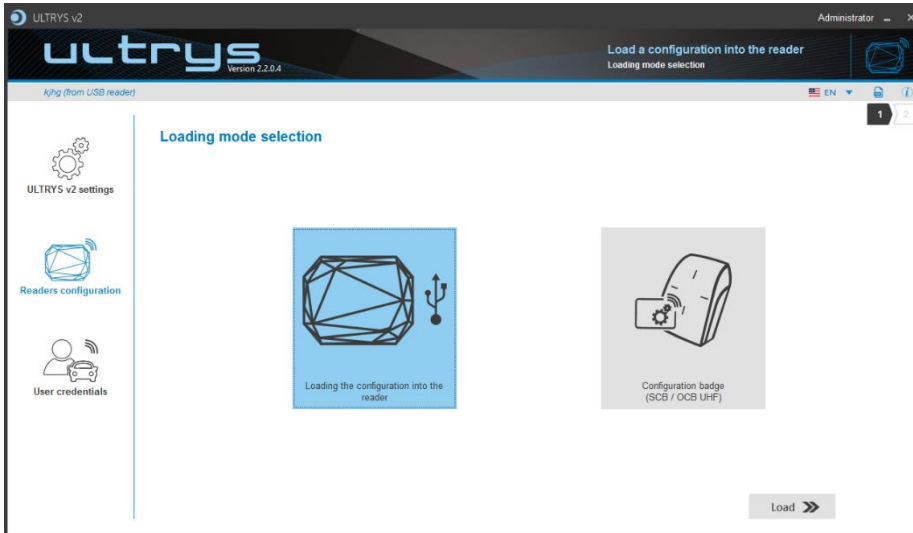 ULTRYS v2
Administrator
ultrys
Version 2.2.0.4
Load a configuration into the reader
Loading mode selection
kjhg (from USB reader)
EN
1
2
Loading mode selection
ULTRYS v2 settings
Readers configuration
User credentials
Loading the configuration into the
reader
Configuration badge
(SCB / OCB UHF)
Load